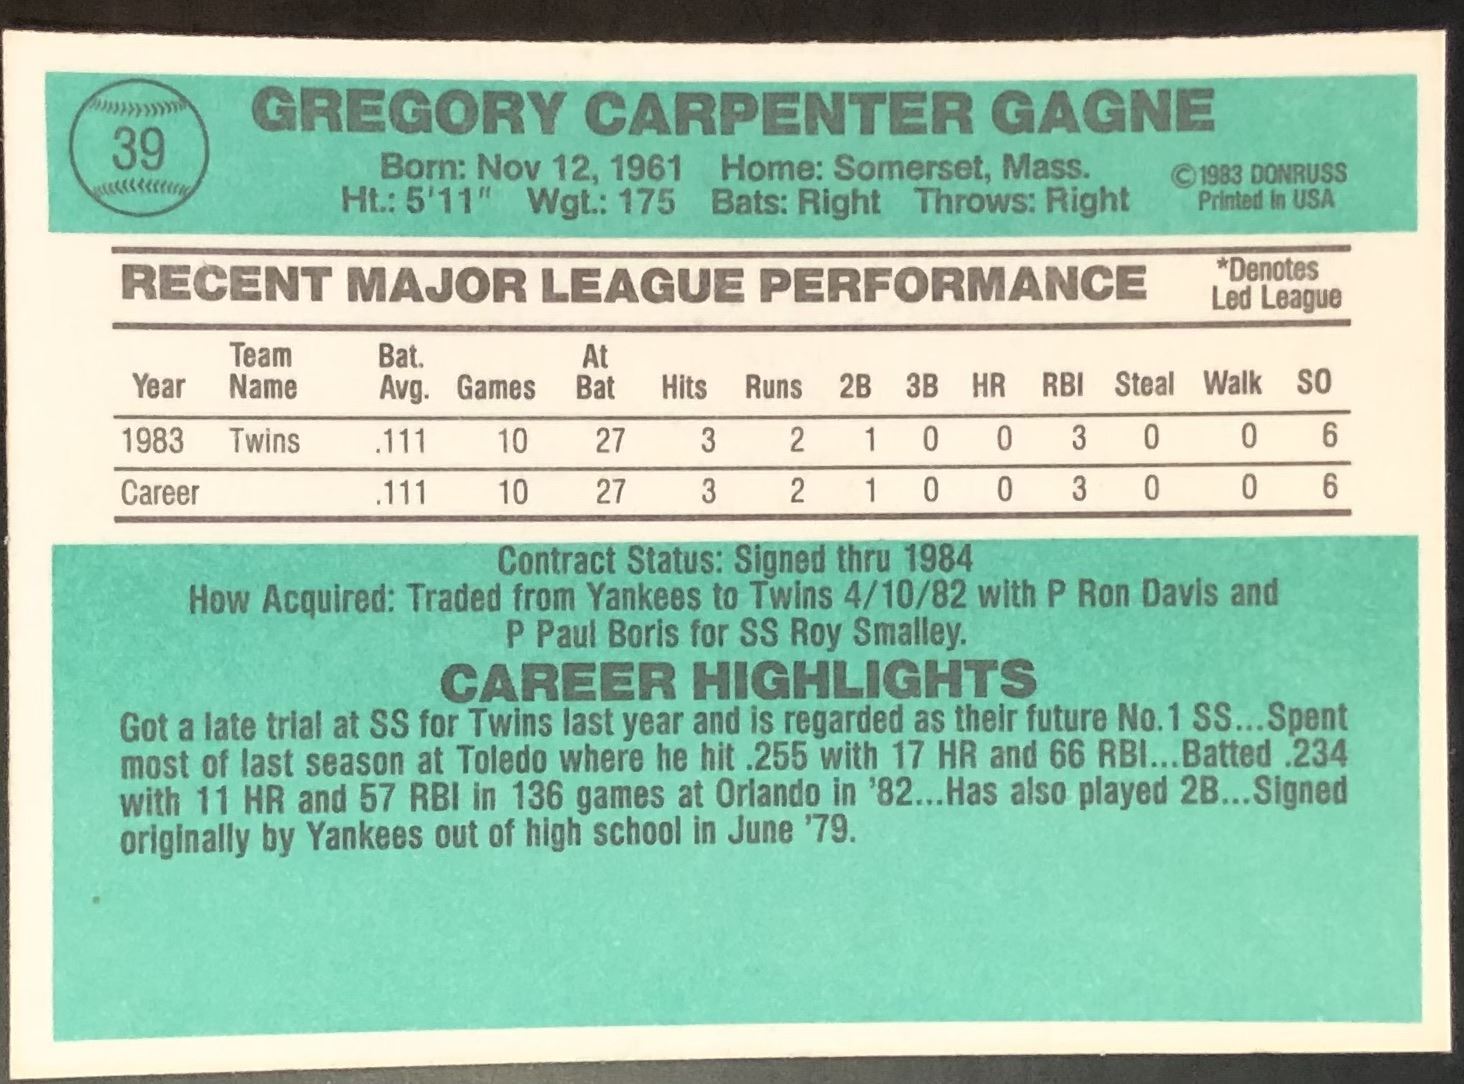 39
GREGORY CARPENTER GAGNE
Born: Nov 12, 1961 Home: Somerset, Mass.
Ht.: 5'11" Wgt.: 175 Bats: Right Throws: Right
©1983 DONRUSS
Printed in USA
RECENT MAJOR LEAGUE PERFORMANCE
*Denotes
Led League
Team Bat. At
Year Name Avg. Games Bat Hits Runs 2B 3B HR RBI Steal Walk SO
1983 Twins .111 10 27 3 2 1 0 0 3 0 0 6
Career .111 10 27 3 2 1 0 0 3 0 0 6
Contract Status: Signed thru 1984
How Acquired: Traded from Yankees to Twins 4/10/82 with P Ron Davis and
P Paul Boris for SS Roy Smalley.
CAREER HIGHLIGHTS
Got a late trial at SS for Twins last year and is regarded as their future No.1 SS...Spent
most of last season at Toledo where he hit .255 with 17 HR and 66 RBI...Batted .234
with 11 HR and 57 RBI in 136 games at Orlando in '82...Has also played 2B...Signed
originally by Yankees out of high school in June '79.